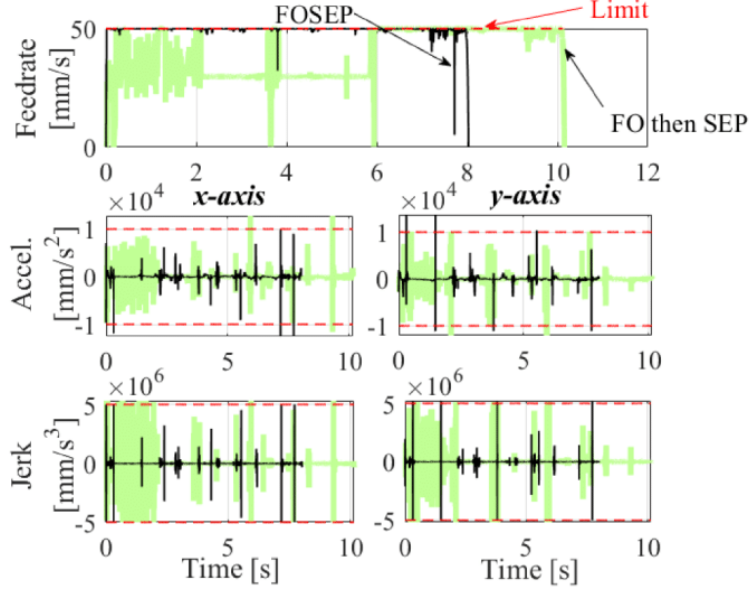 FOSEP
Limit
50
0
Feedrate
[mm/s]
FO then SEP
0 2 4 6 8 10 12
×10⁴ x-axis
×10⁴ y-axis
1
0
-1
Accel.
[mm/s²]
1
0
-1
0 5 10
0 5 10
×10⁶
×10⁶
5
0
-5
Jerk
[mm/s³]
5
0
-5
0 5 10
0 5 10
Time [s]
Time [s]